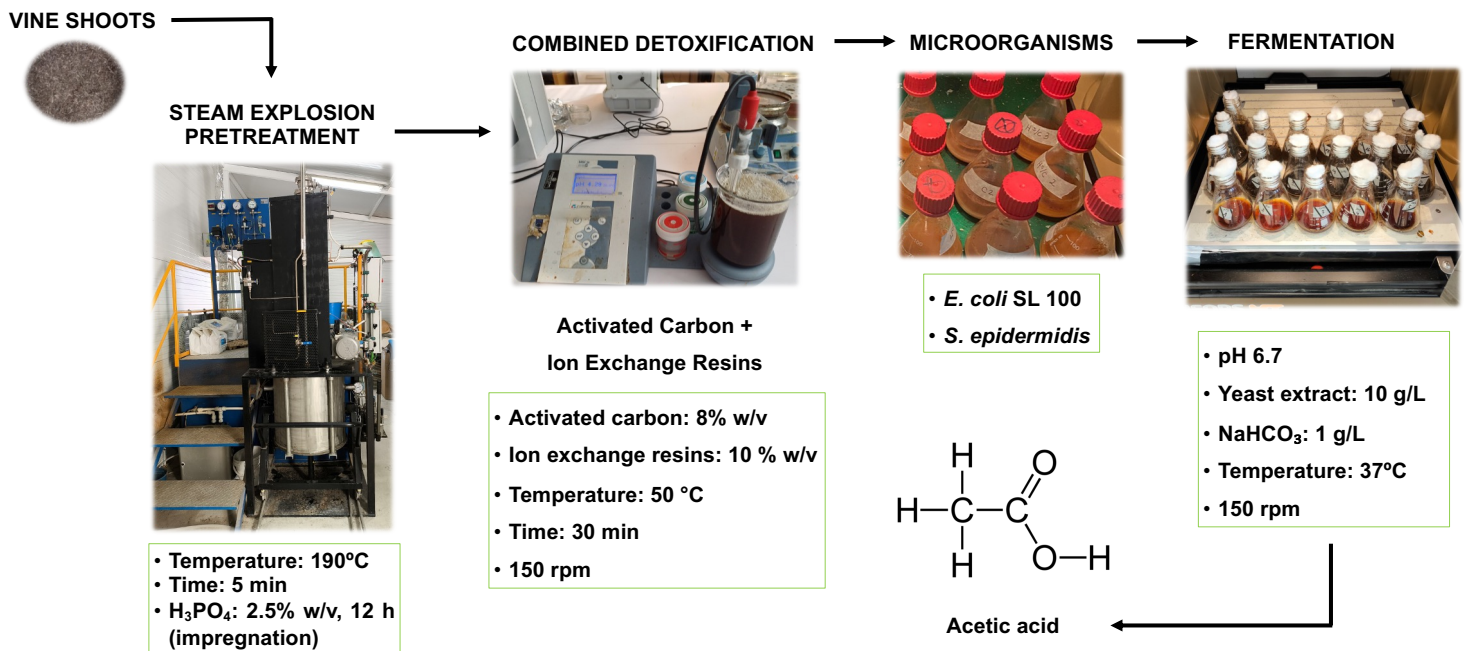 VINE SHOOTS
STEAM EXPLOSION
PRETREATMENT
• Temperature: 190ºC
• Time: 5 min
• H₃PO₄: 2.5% w/v, 12 h
(impregnation)
COMBINED DETOXIFICATION
Activated Carbon +
Ion Exchange Resins
• Activated carbon: 8% w/v
• Ion exchange resins: 10 % w/v
• Temperature: 50 °C
• Time: 30 min
• 150 rpm
MICROORGANISMS
• E. coli SL 100
• S. epidermidis
FERMENTATION
• pH 6.7
• Yeast extract: 10 g/L
• NaHCO₃: 1 g/L
• Temperature: 37ºC
• 150 rpm
H O
H C C
H O H
Acetic acid